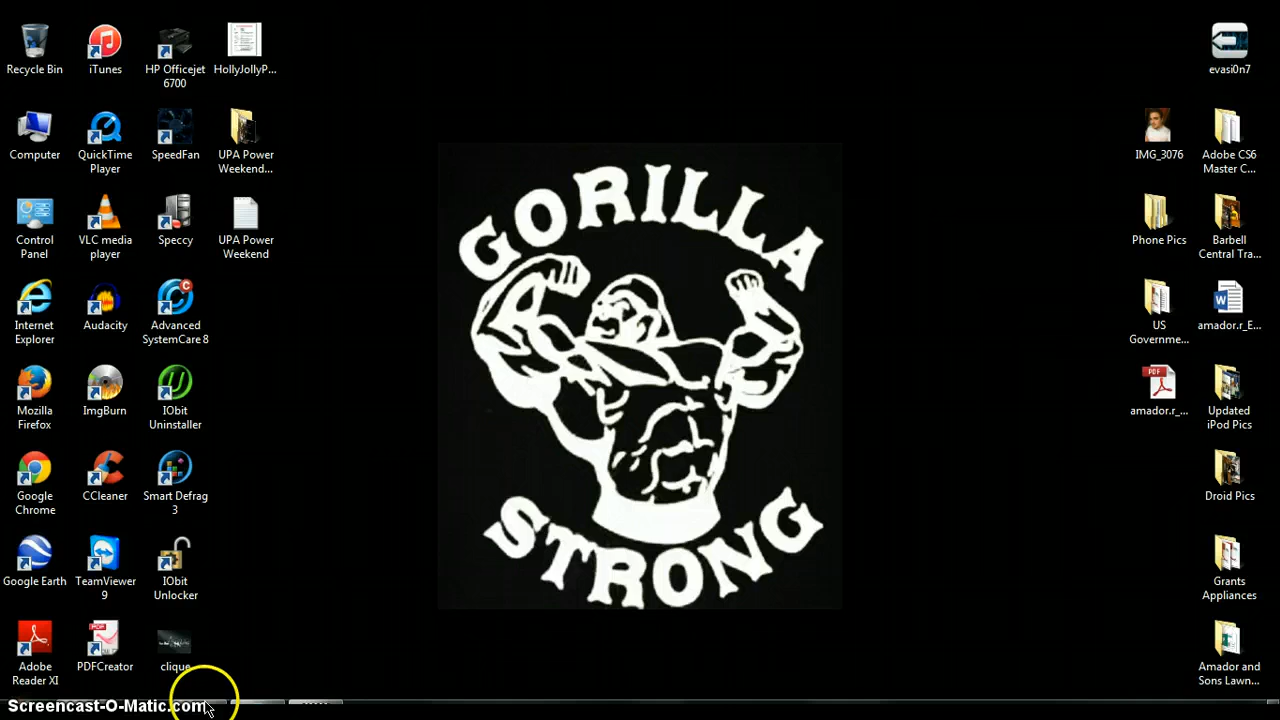 Recycle Bin
iTunes
HP Officejet
6700
HollyJollyP...
Computer
QuickTime
Player
SpeedFan
UPA Power
Weekend...
Control
Panel
VLC media
player
Speccy
UPA Power
Weekend
Internet
Explorer
Audacity
Advanced
SystemCare 8
Mozilla
Firefox
ImgBurn
IObit
Uninstaller
Google
Chrome
CCleaner
Smart Defrag
3
Google Earth
TeamViewer
9
IObit
Unlocker
Adobe
Reader XI
PDFCreator
clique
GORILLA
STRONG
evasi0n7
IMG_3076
Adobe CS6
Master C...
Phone Pics
Barbell
Central Tra...
US
Governme...
amador.r_E...
PDF
amador.r_...
Updated
iPod Pics
Droid Pics
Grants
Appliances
Amador and
Sons Lawn...
Screencast-O-Matic.com